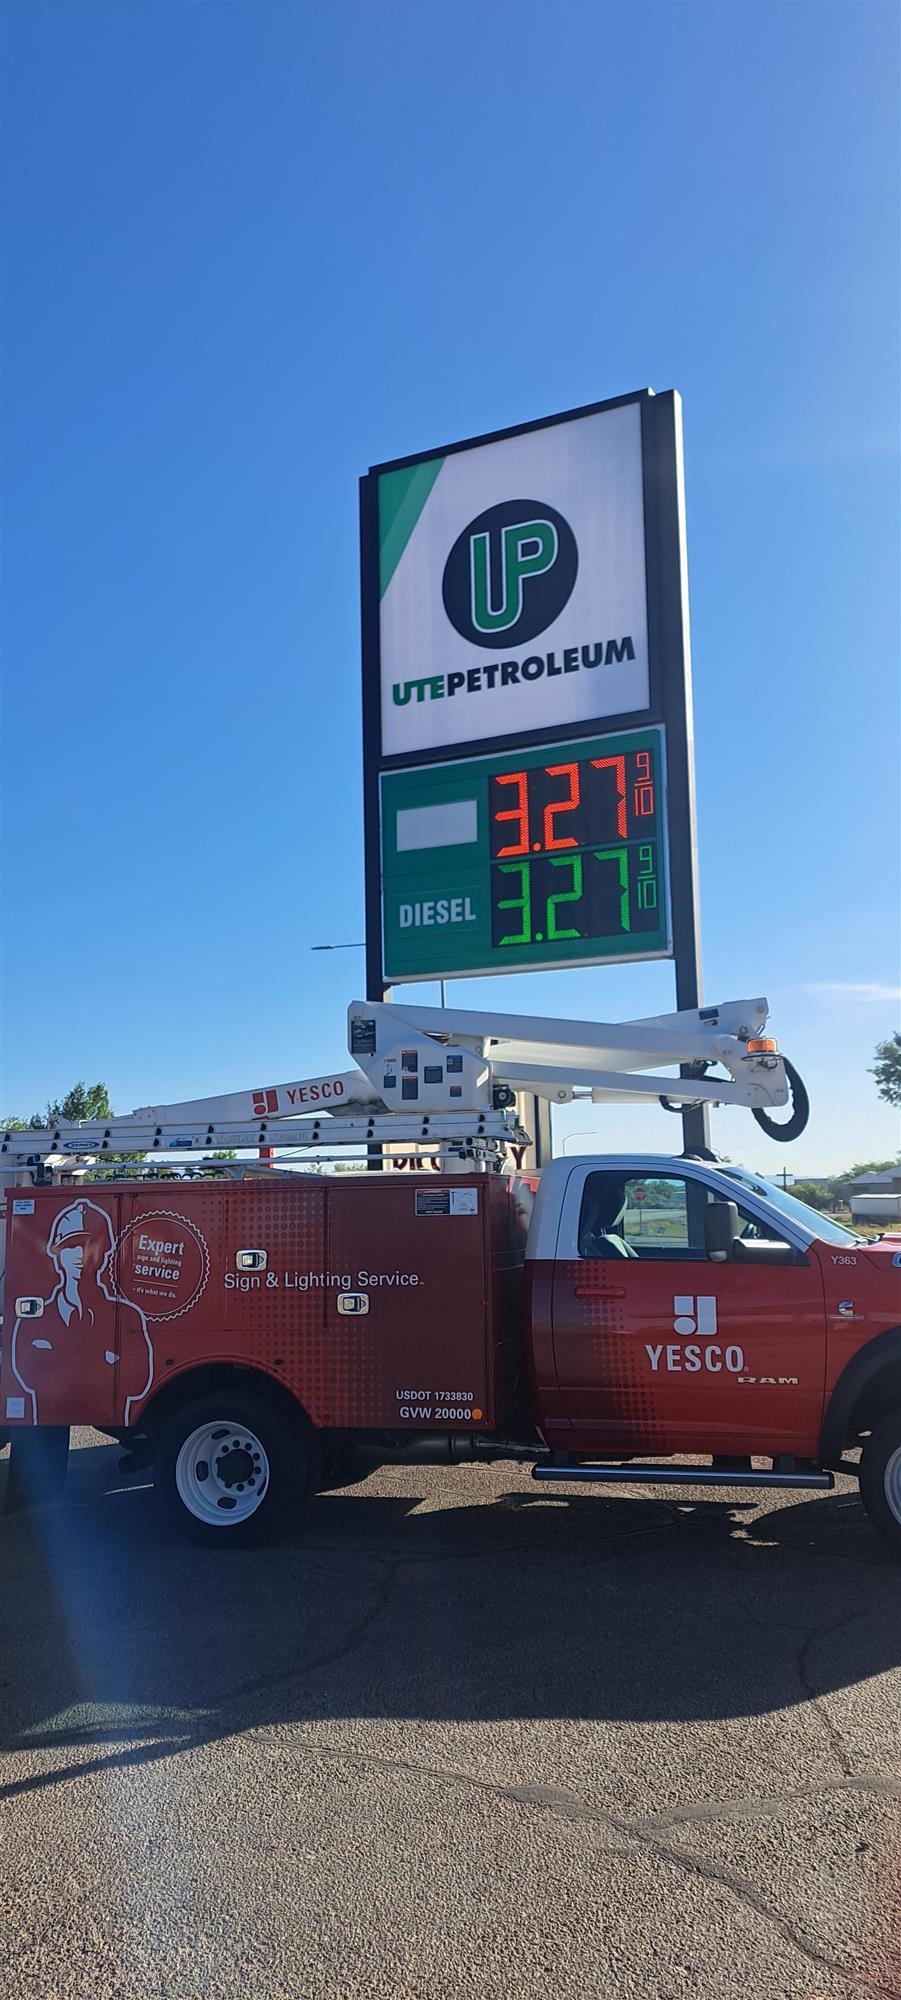 UP
UTEPETROLEUM
3.27 9/10
DIESEL 3.27 9/10
YESCO
Expert
sign and lighting
service
- it's what we do.
Sign & Lighting Service
USDOT 1733830
GVW 20000
Y363
YESCO
RAM